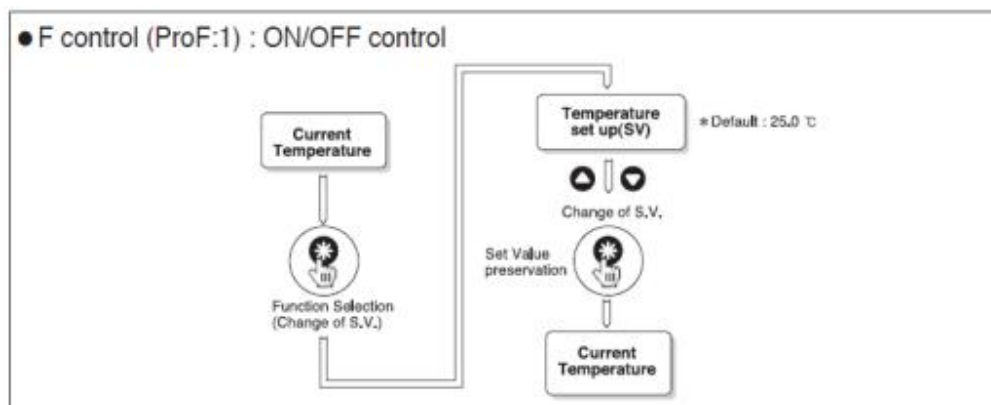 ● F control (ProF:1) : ON/OFF control
Current
Temperature
Function Selection
(Change of S.V.)
Temperature
set up(SV)
* Default : 25.0 ℃
Change of S.V.
Set Value
preservation
Current
Temperature